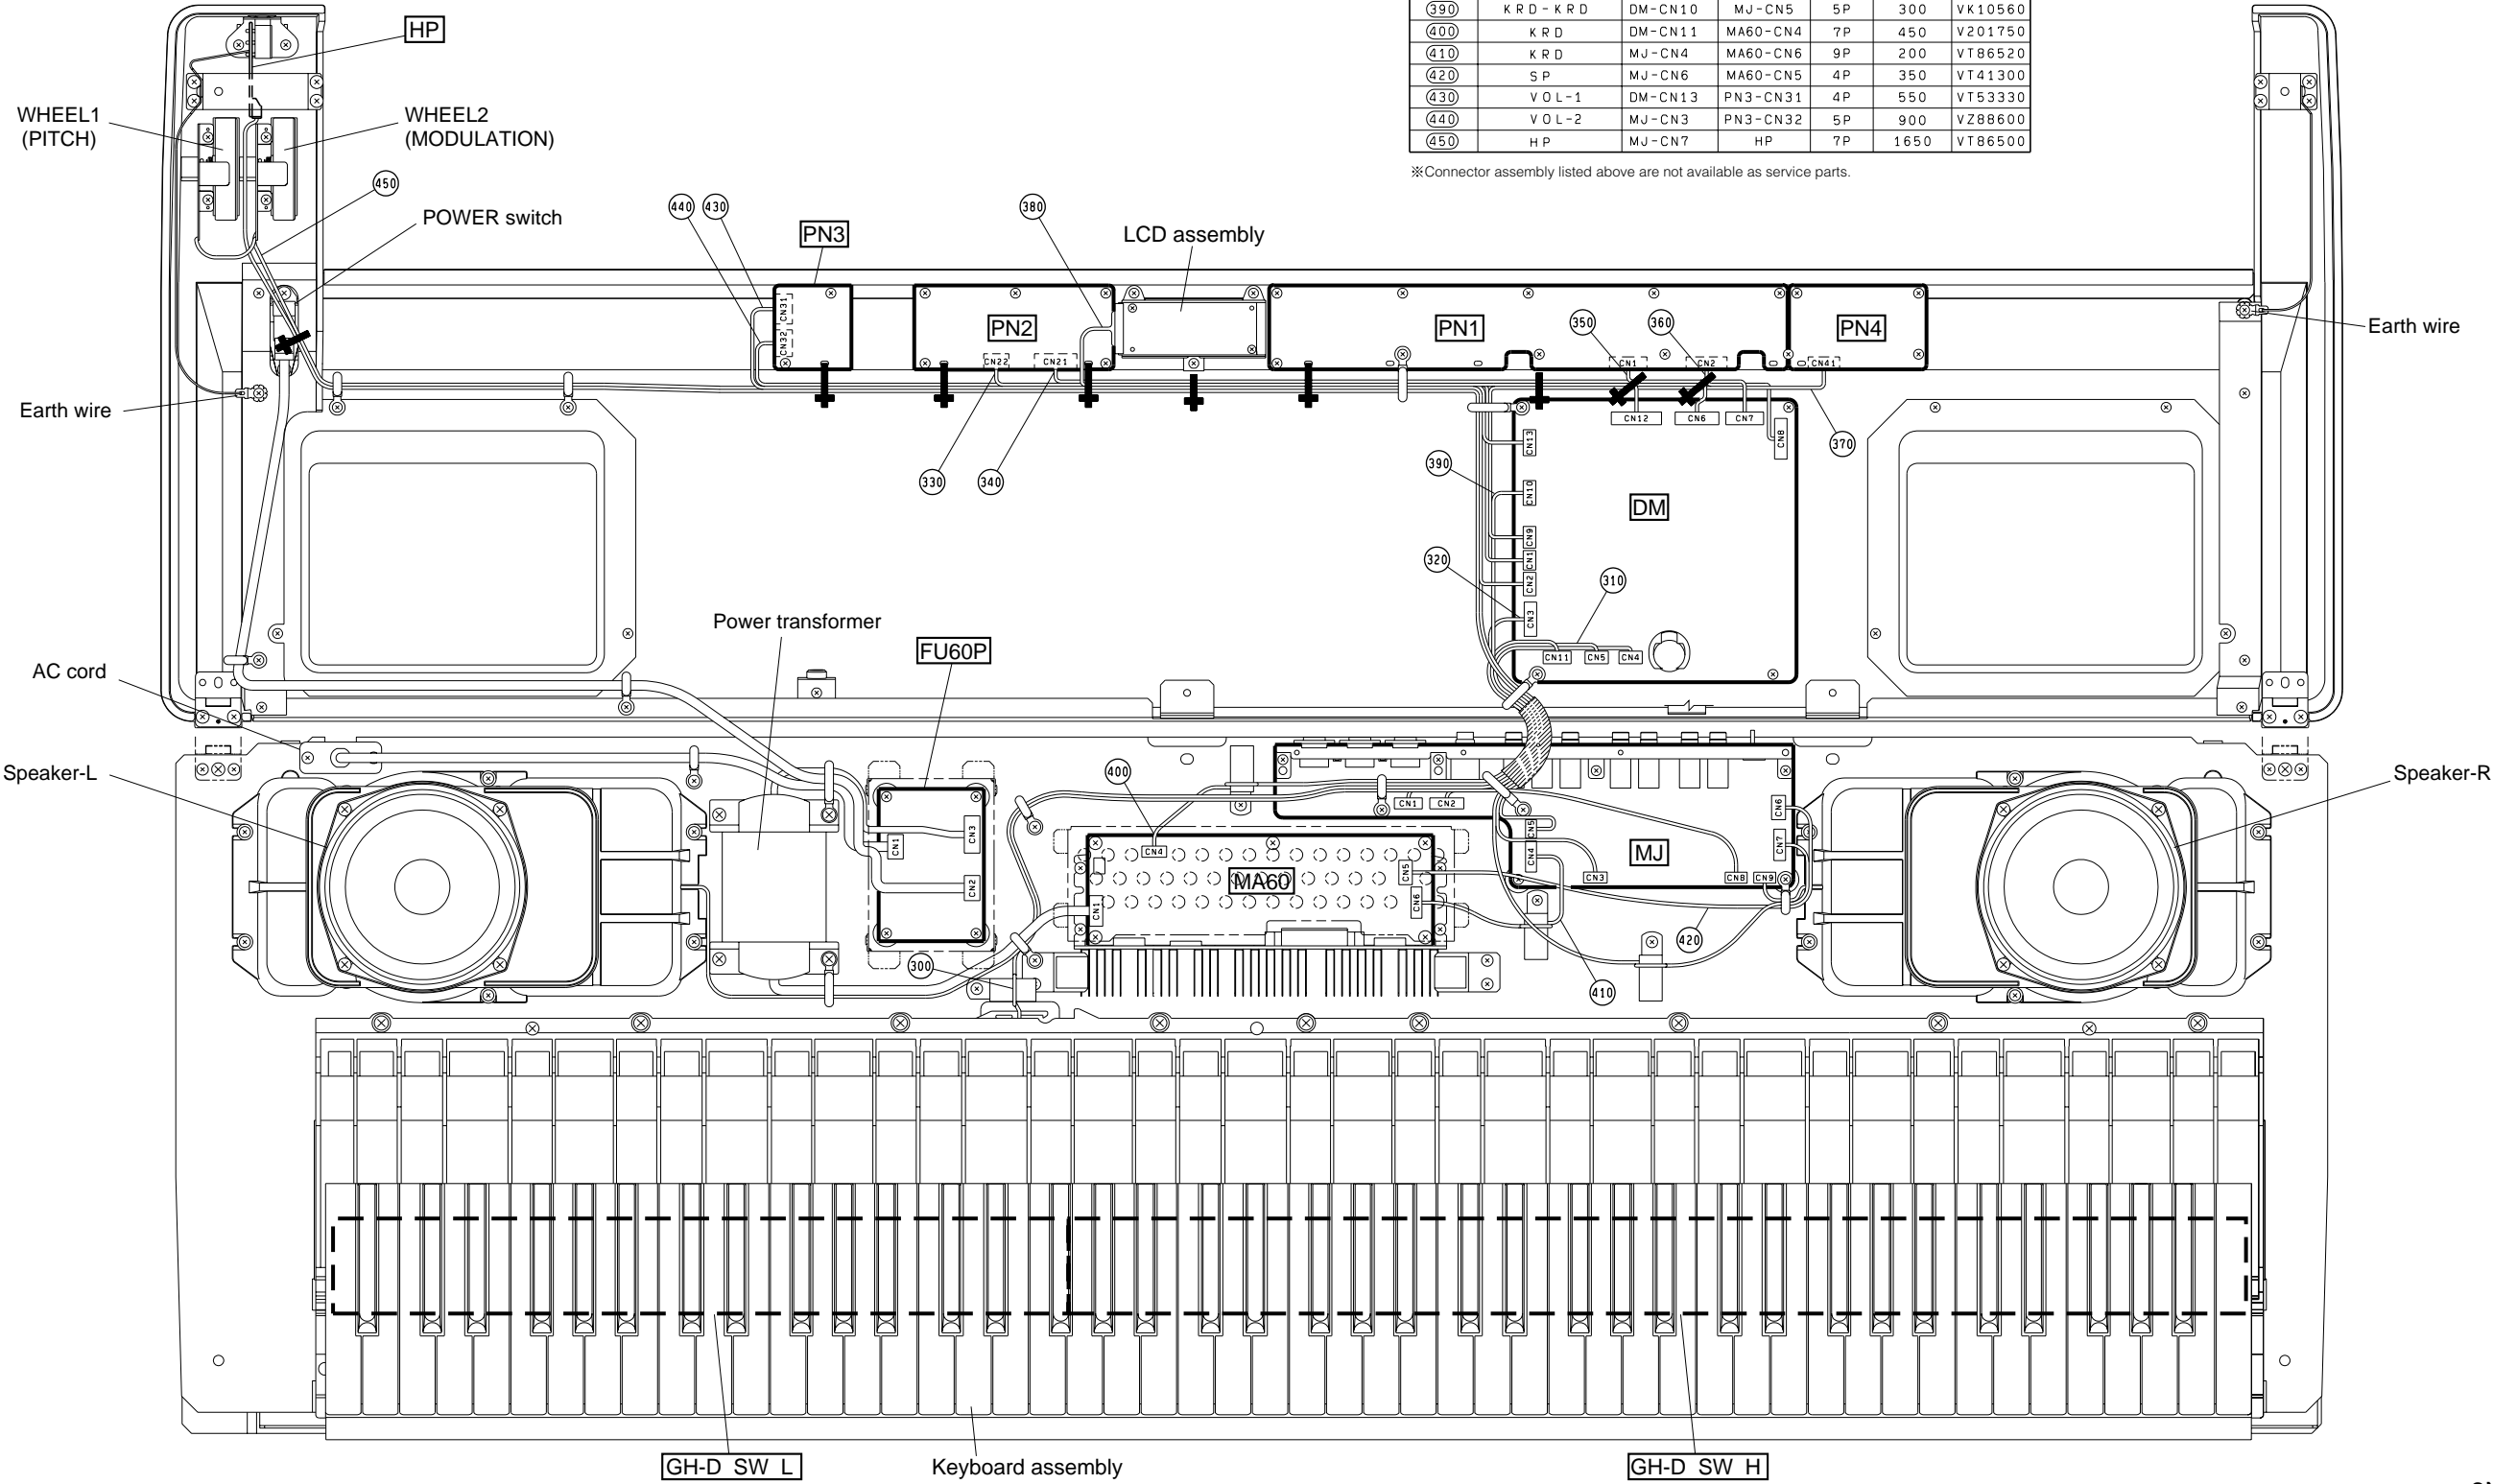 390 KRD-KRD DM-CN10 MJ-CN5 5P 300 VK10560
400 KRD DM-CN11 MA60-CN4 7P 450 V201750
410 KRD MJ-CN4 MA60-CN6 9P 200 VT86520
420 SP MJ-CN6 MA60-CN5 4P 350 VT41300
430 VOL-1 DM-CN13 PN3-CN31 4P 550 VT53330
440 VOL-2 MJ-CN3 PN3-CN32 5P 900 VZ88600
450 HP MJ-CN7 HP 7P 1650 VT86500
※Connector assembly listed above are not available as service parts.
HP
WHEEL1
(PITCH)
WHEEL2
(MODULATION)
450
POWER switch
440
430
380
PN3
LCD assembly
CN31
CN32
PN2
CN22
CN21
PN1
350
360
CN1
CN2
PN4
CN41
Earth wire
Earth wire
330
340
370
CN12
CN6
CN7
CN8
CN13
390
CN10
DM
CN9
CN1
320
CN2
310
CN3
CN11
CN5
CN4
Power transformer
FU60P
AC cord
Speaker-L
Speaker-R
400
CN1
CN2
CN6
CN7
CN5
CN4
MJ
CN3
CN8
CN9
CN1
CN3
CN2
CN4
MA60
CN5
CN6
CN1
300
420
410
GH-D SW L
Keyboard assembly
GH-D SW H